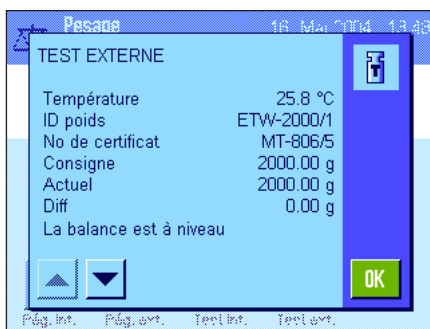 Pesage 16. Mai 2004 13:48
TEST EXTERNE
Température 25.8 °C
ID poids ETW-2000/1
No de certificat MT-806/5
Consigne 2000.00 g
Actuel 2000.00 g
Diff 0.00 g
La balance est à niveau
OK
Rég. int. Rég. ext. Test int. Test ext.